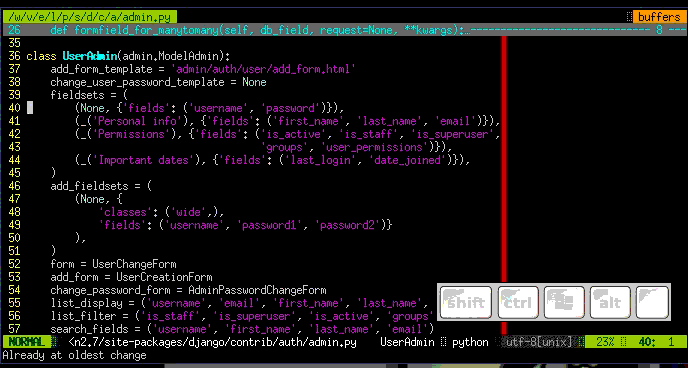 /w/v/e/l/p/s/d/c/a/admin.py buffers
26 def formfield_for_manytomany(self, db_field, request=None, **kwargs):------------------------------ 8 ---
35
36 class UserAdmin(admin.ModelAdmin):
37 add_form_template = 'admin/auth/user/add_form.html'
38 change_user_password_template = None
39 fieldsets = (
40 (None, {'fields': ('username', 'password')}),
41 (_('Personal info'), {'fields': ('first_name', 'last_name', 'email')}),
42 (_('Permissions'), {'fields': ('is_active', 'is_staff', 'is_superuser',
43 'groups', 'user_permissions')}),
44 (_('Important dates'), {'fields': ('last_login', 'date_joined')}),
45 )
46 add_fieldsets = (
47 (None, {
48 'classes': ('wide',),
49 'fields': ('username', 'password1', 'password2')}
50 ),
51 )
52 form = UserChangeForm
53 add_form = UserCreationForm
54 change_password_form = AdminPasswordChangeForm
55 list_display = ('username', 'email', 'first_name', 'last_name',
56 list_filter = ('is_staff', 'is_superuser', 'is_active', 'groups'
57 search_fields = ('username', 'first_name', 'last_name', 'email')
shift ctrl alt
NORMAL <n2.7/site-packages/django/contrib/auth/admin.py UserAdmin python utf-8[unix] 23% 40: 1
Already at oldest change